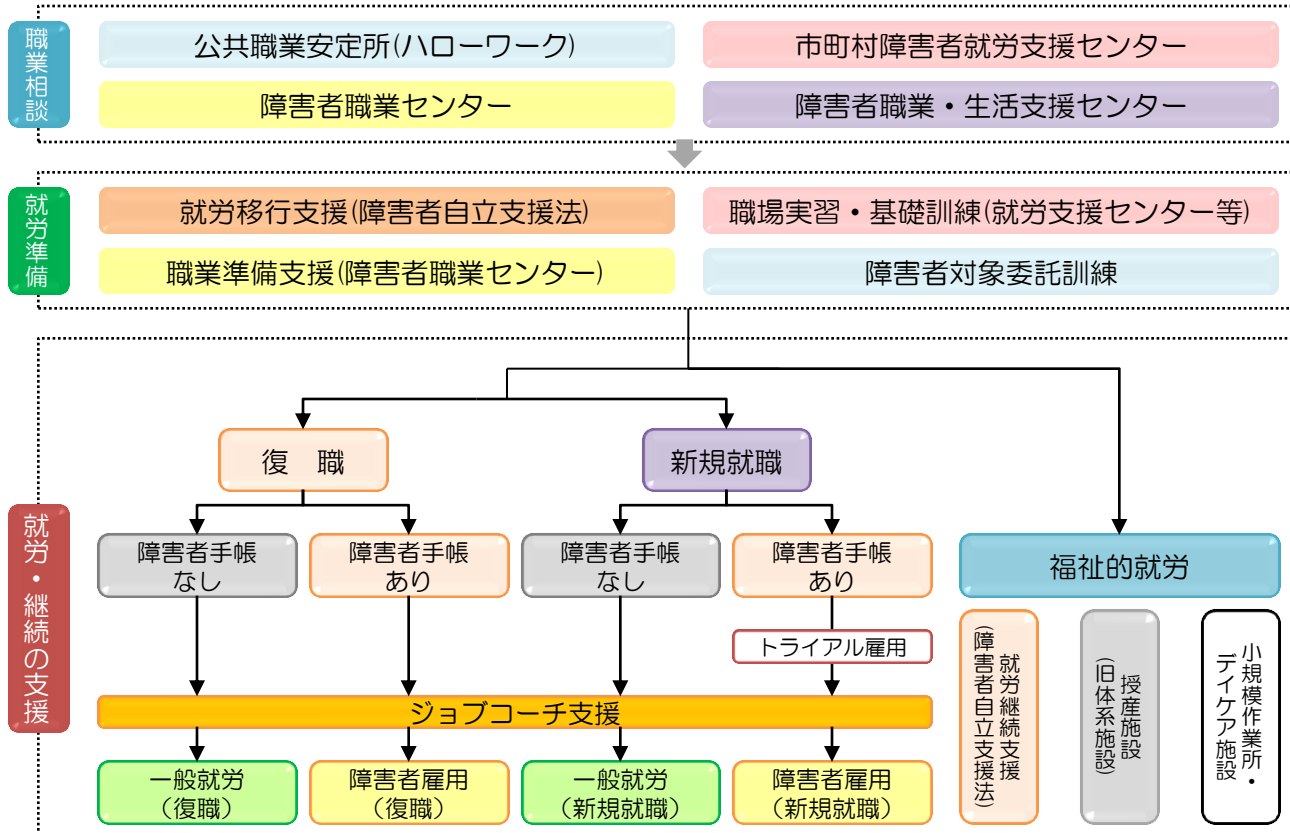 職業相談
公共職業安定所(ハローワーク)
市町村障害者就労支援センター
障害者職業センター
障害者職業・生活支援センター
就労準備
就労移行支援(障害者自立支援法)
職場実習・基礎訓練(就労支援センター等)
職業準備支援(障害者職業センター)
障害者対象委託訓練
就労・継続の支援
復　職
新規就職
障害者手帳
なし
障害者手帳
あり
障害者手帳
なし
障害者手帳
あり
福祉的就労
トライアル雇用
ジョブコーチ支援
一般就労
(復職)
障害者雇用
(復職)
一般就労
(新規就職)
障害者雇用
(新規就職)
就労継続支援
(障害者自立支援法)
授産施設
(旧体系施設)
小規模作業所・
デイケア施設